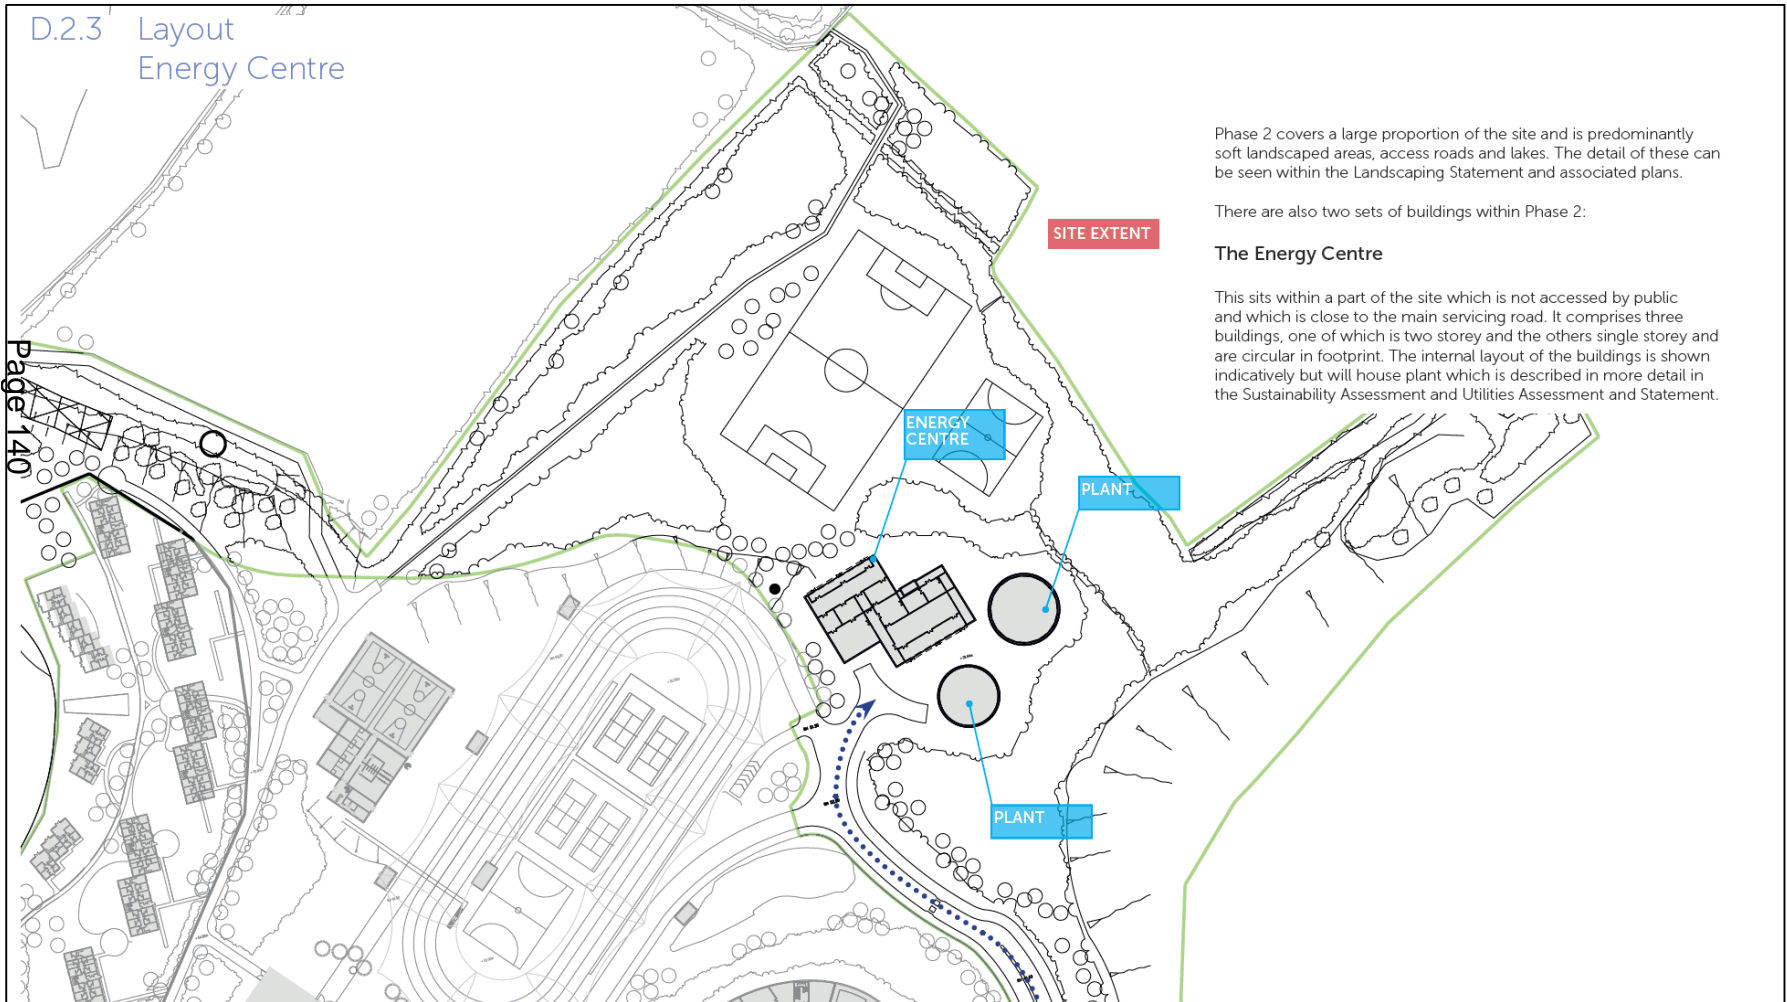 D.2.3 Layout
Energy Centre
Phase 2 covers a large proportion of the site and is predominantly
soft landscaped areas, access roads and lakes. The detail of these can
be seen within the Landscaping Statement and associated plans.
There are also two sets of buildings within Phase 2:
The Energy Centre
This sits within a part of the site which is not accessed by public
and which is close to the main servicing road. It comprises three
buildings, one of which is two storey and the others single storey and
are circular in footprint. The internal layout of the buildings is shown
indicatively but will house plant which is described in more detail in
the Sustainability Assessment and Utilities Assessment and Statement.
SITE EXTENT
ENERGY
CENTRE
PLANT
PLANT
Page 140